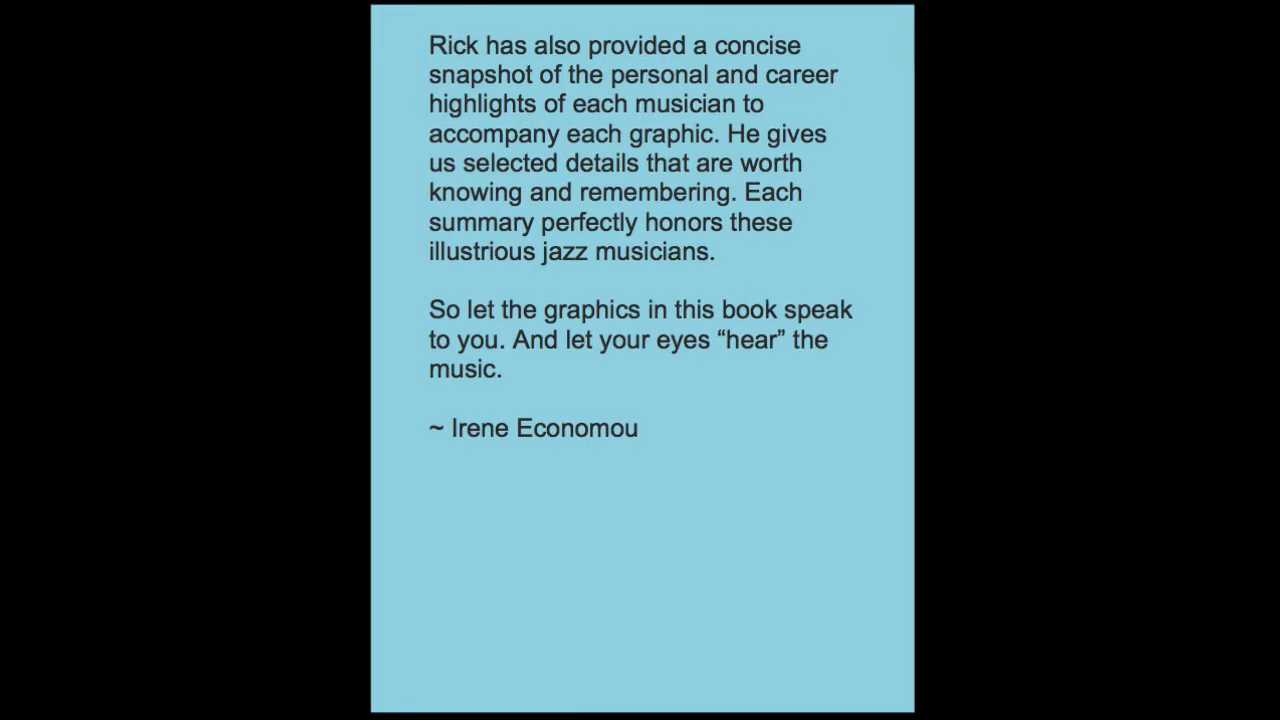 Rick has also provided a concise
snapshot of the personal and career
highlights of each musician to
accompany each graphic. He gives
us selected details that are worth
knowing and remembering. Each
summary perfectly honors these
illustrious jazz musicians.
So let the graphics in this book speak
to you. And let your eyes “hear” the
music.
~ Irene Economou